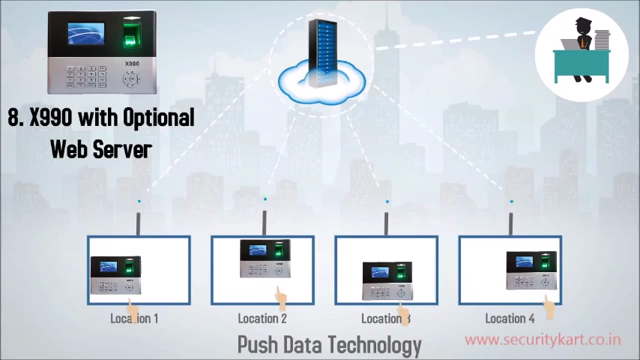 X990
8. X990 with Optional
Web Server
Location 1
Location 2
Location 3
Location 4
Push Data Technology
www.securitykart.co.in